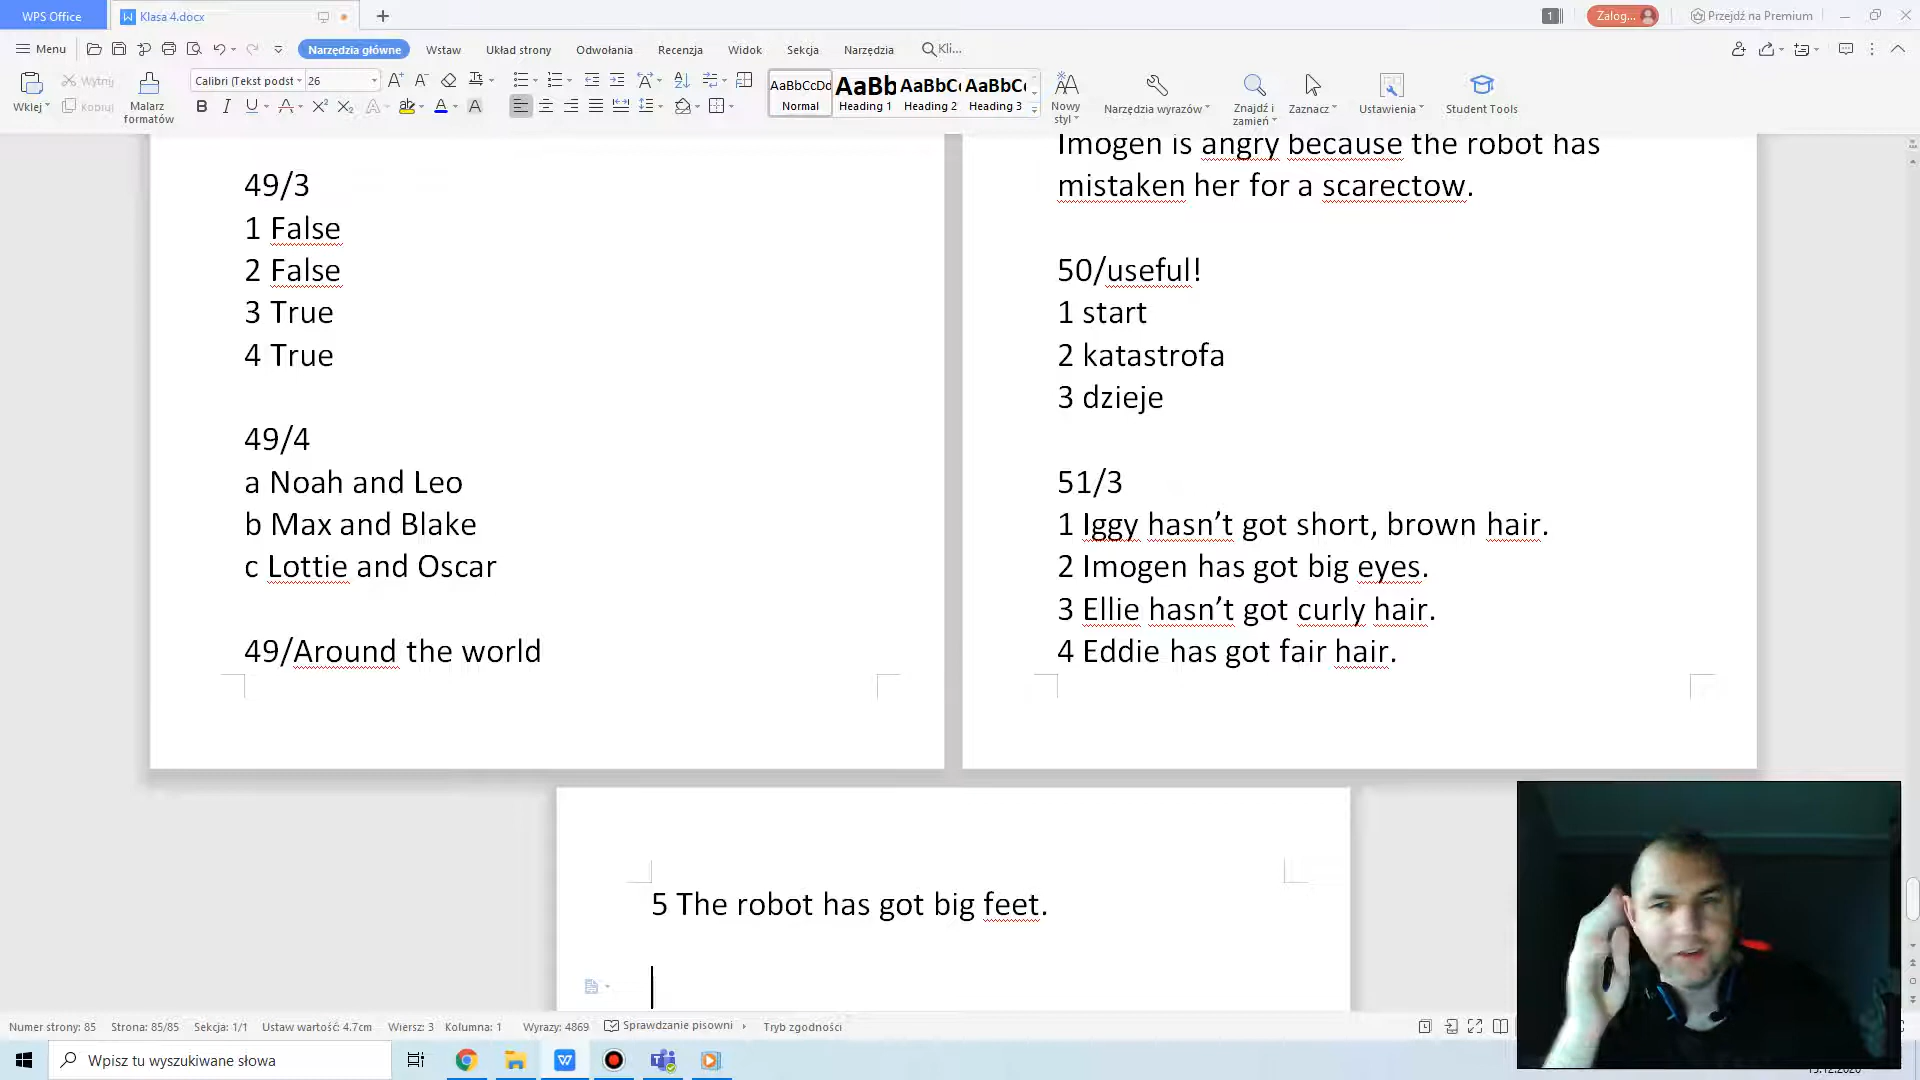 WPS Office
Klasa 4.docx
1
Zalog...
Przejdź na Premium
Menu
Narzędzia główne
Wstaw
Układ strony
Odwołania
Recenzja
Widok
Sekcja
Narzędzia
Kli...
Wklej
Wytnij
Kopiuj
Malarz formatów
Calibri (Tekst podst
26
AaBbCcDd
Normal
AaBb
Heading 1
AaBbC
Heading 2
AaBbC
Heading 3
Nowy styl
Narzędzia wyrazów
Znajdź i zamień
Zaznacz
Ustawienia
Student Tools
49/3
1 False
2 False
3 True
4 True
49/4
a Noah and Leo
b Max and Blake
c Lottie and Oscar
49/Around the world
Imogen is angry because the robot has
mistaken her for a scarectow.
50/useful!
1 start
2 katastrofa
3 dzieje
51/3
1 Iggy hasn't got short, brown hair.
2 Imogen has got big eyes.
3 Ellie hasn't got curly hair.
4 Eddie has got fair hair.
5 The robot has got big feet.
Numer strony: 85
Strona: 85/85
Sekcja: 1/1
Ustaw wartość: 4.7cm
Wiersz: 3
Kolumna: 1
Wyrazy: 4869
Sprawdzanie pisowni
Tryb zgodności
Wpisz tu wyszukiwane słowa